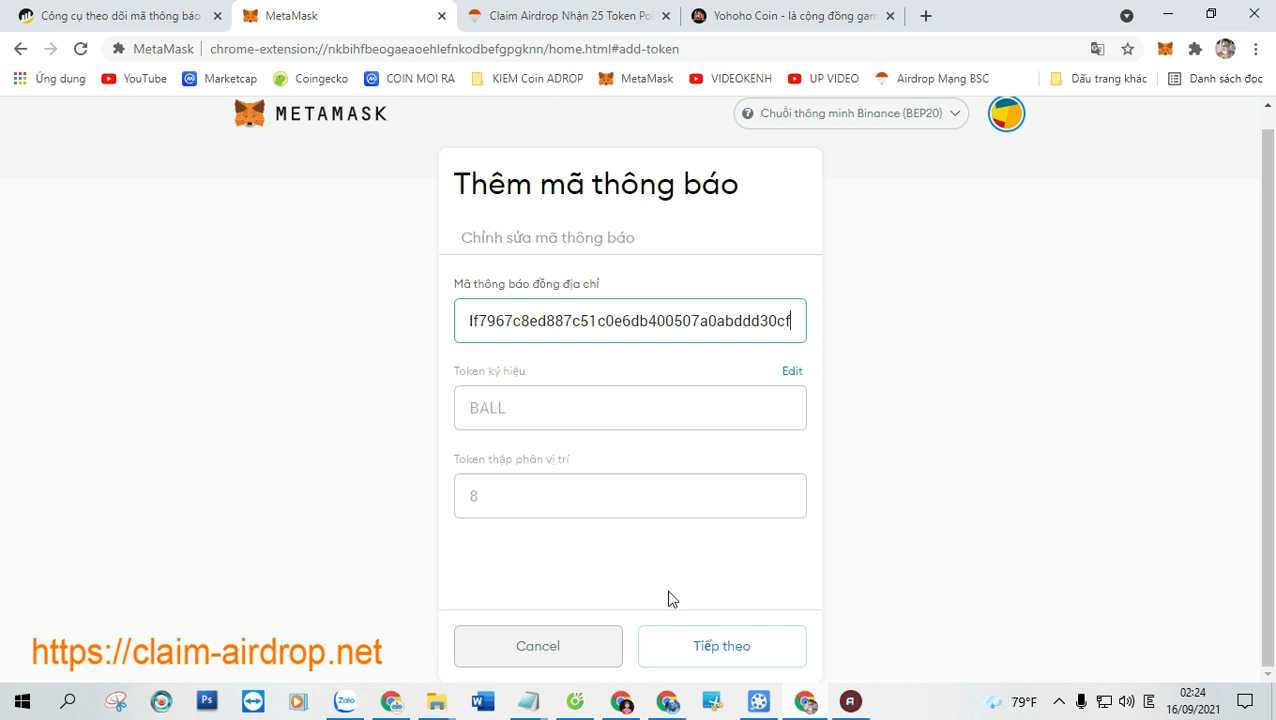 Công cụ theo dõi mã thông báo
MetaMask
Claim Airdrop Nhận 25 Token Po
Yohoho Coin - là cộng đồng gam
MetaMask
chrome-extension://nkbihfbeogaeaoehlefnkodbefgpgknn/home.html#add-token
Ứng dụng
YouTube
Marketcap
Coingecko
COIN MOI RA
KIEM Coin ADROP
MetaMask
VIDEOKENH
UP VIDEO
Airdrop Mạng BSC
Dấu trang khác
Danh sách đọc
METAMASK
Chuỗi thông minh Binance (BEP20)
Thêm mã thông báo
Chỉnh sửa mã thông báo
Mã thông báo đồng địa chỉ
f7967c8ed887c51c0e6db400507a0abddd30cf
Token ký hiệu
Edit
BALL
Token thập phân vị trí
8
Cancel
Tiếp theo
https://claim-airdrop.net
Ps
Zalo
79°F
02:24
16/09/2021